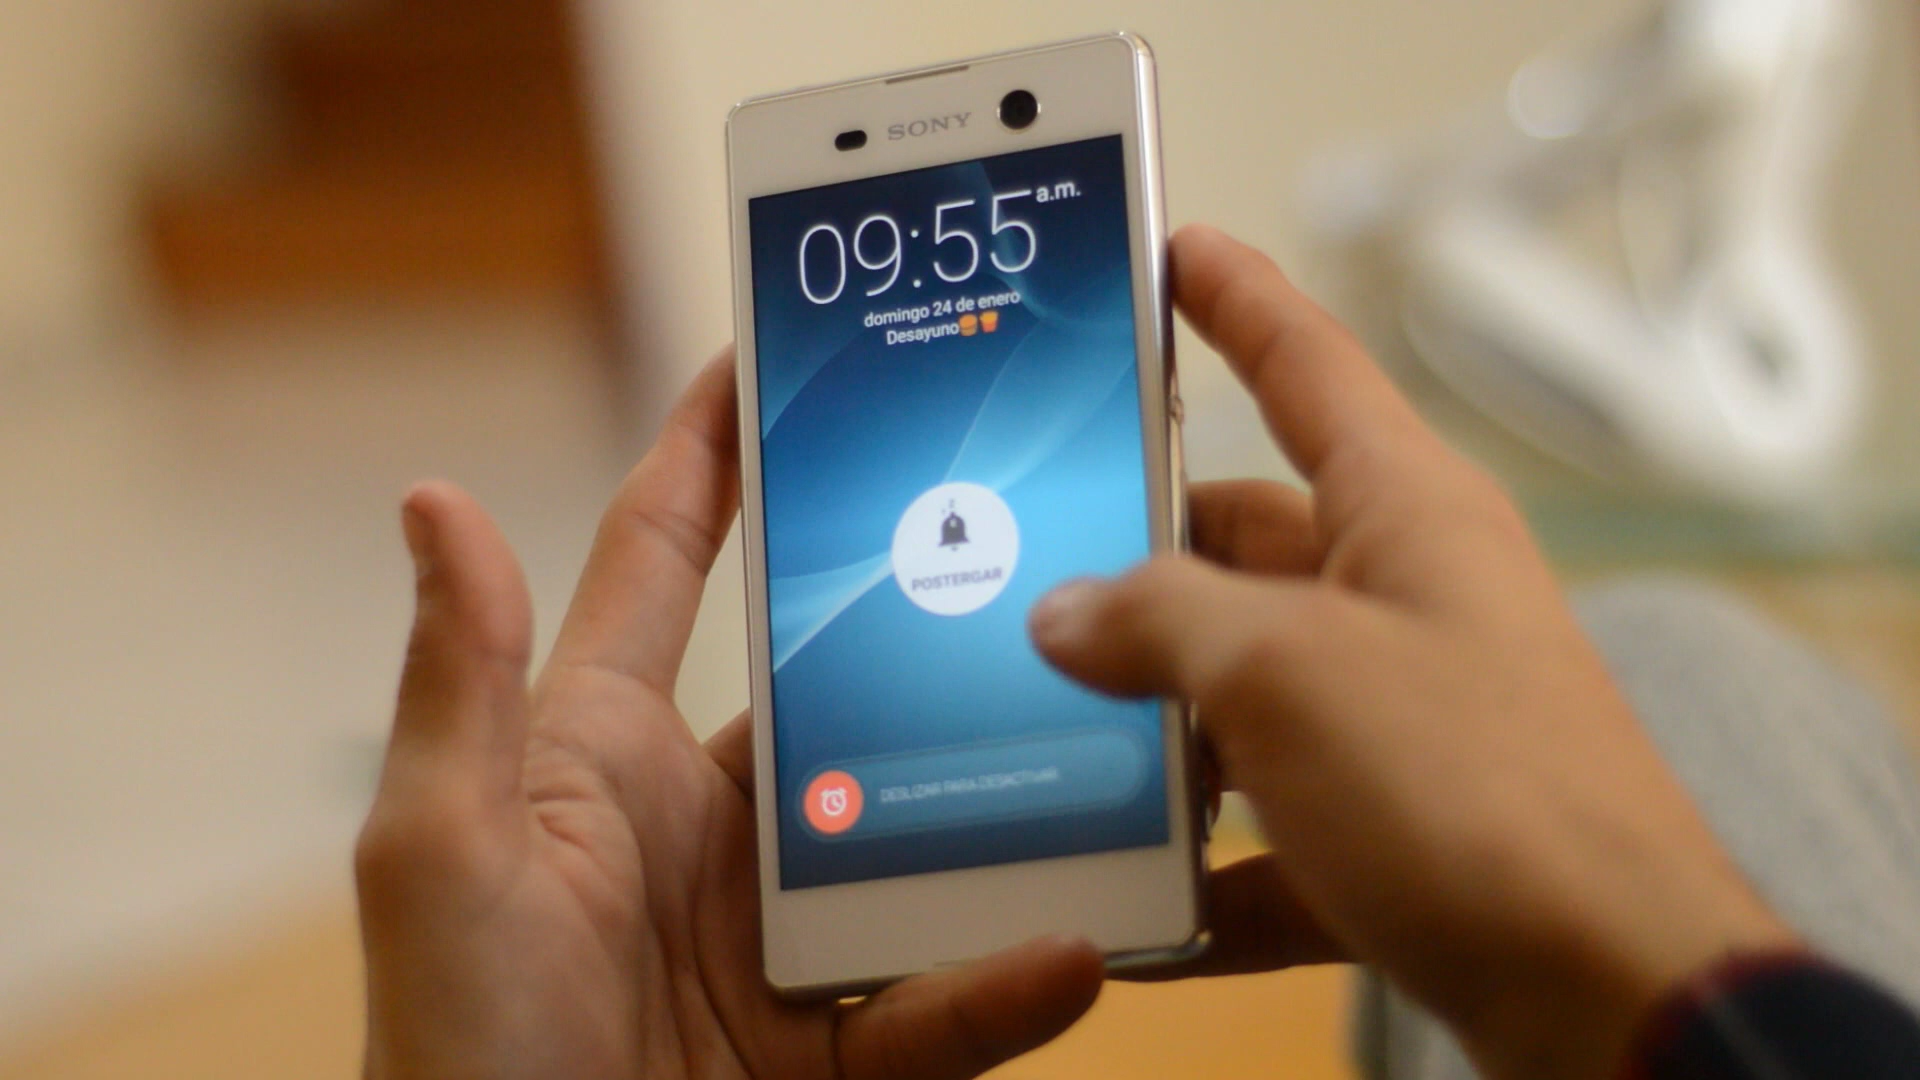 SONY
09:55 a.m.
domingo 24 de enero
Desayuno🍔🍟
POSTERGAR
DESLIZAR PARA DESACTIVAR